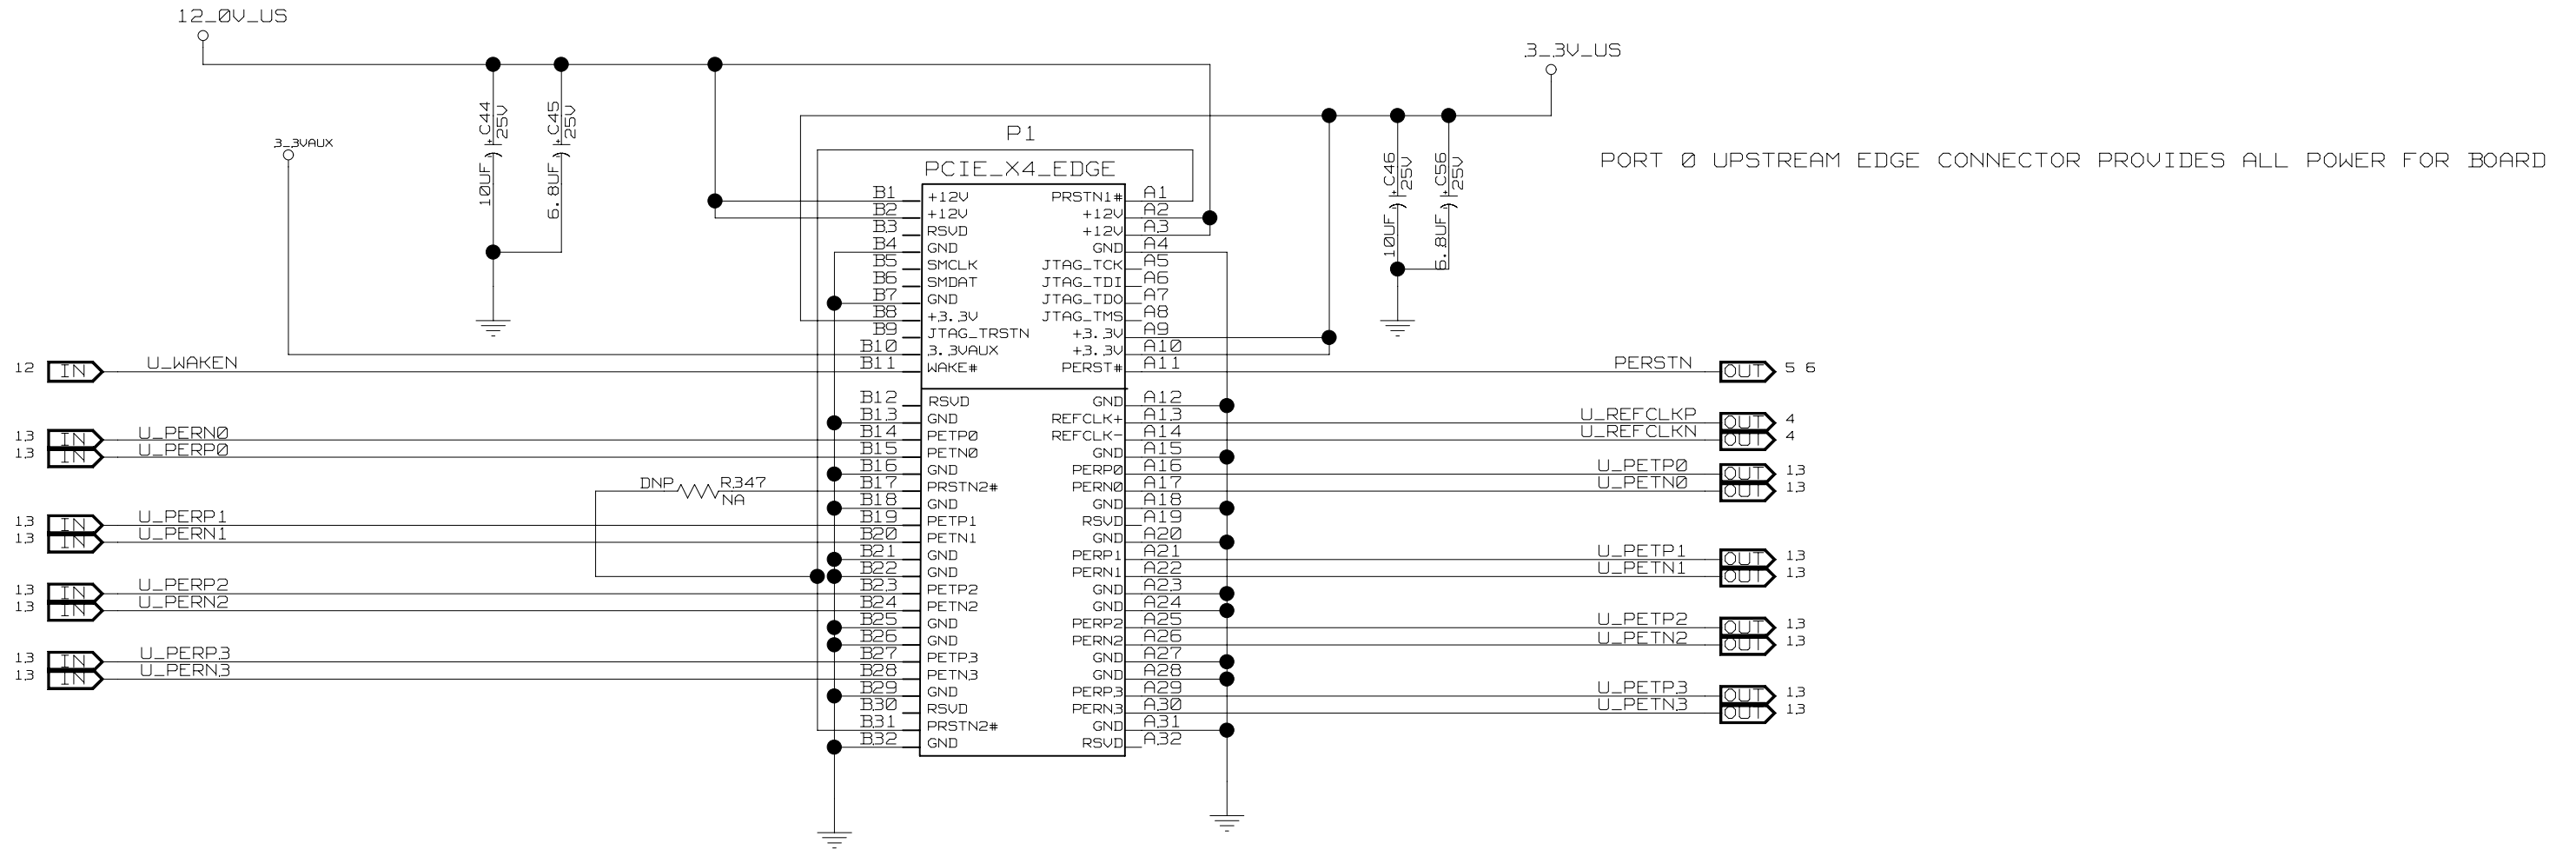 12_0V_US
3_3V_US
3_3VAUX
C44
25V
10UF
+
C45
25V
6.8UF
+
C46
25V
10UF
+
C56
25V
6.8UF
+
PORT 0 UPSTREAM EDGE CONNECTOR PROVIDES ALL POWER FOR BOARD
P1
PCIE_X4_EDGE
B1 +12V PRSTN1# A1
B2 +12V +12V A2
B3 RSVD +12V A3
B4 GND GND A4
B5 SMCLK JTAG_TCK A5
B6 SMDAT JTAG_TDI A6
B7 GND JTAG_TDO A7
B8 +3.3V JTAG_TMS A8
B9 JTAG_TRSTN +3.3V A9
B10 3.3VAUX +3.3V A10
12 IN U_WAKEN B11 WAKE# PERST# A11 PERSTN OUT 5 6
B12 RSVD GND A12
B13 GND REFCLK+ A13 U_REFCLKP OUT 4
13 IN U_PERN0 B14 PETP0 REFCLK- A14 U_REFCLKN OUT 4
13 IN U_PERP0 B15 PETN0 GND A15
B16 GND PERP0 A16 U_PETP0 OUT 13
DNP R347 B17 PRSTN2# PERN0 A17 U_PETN0 OUT 13
NA
B18 GND GND A18
13 IN U_PERP1 B19 PETP1 RSVD A19
13 IN U_PERN1 B20 PETN1 GND A20
B21 GND PERP1 A21 U_PETP1 OUT 13
B22 GND PERN1 A22 U_PETN1 OUT 13
13 IN U_PERP2 B23 PETP2 GND A23
13 IN U_PERN2 B24 PETN2 GND A24
B25 GND PERP2 A25 U_PETP2 OUT 13
B26 GND PERN2 A26 U_PETN2 OUT 13
13 IN U_PERP3 B27 PETP3 GND A27
13 IN U_PERN3 B28 PETN3 GND A28
B29 GND PERP3 A29 U_PETP3 OUT 13
B30 RSVD PERN3 A30 U_PETN3 OUT 13
B31 PRSTN2# GND A31
B32 GND RSVD A32